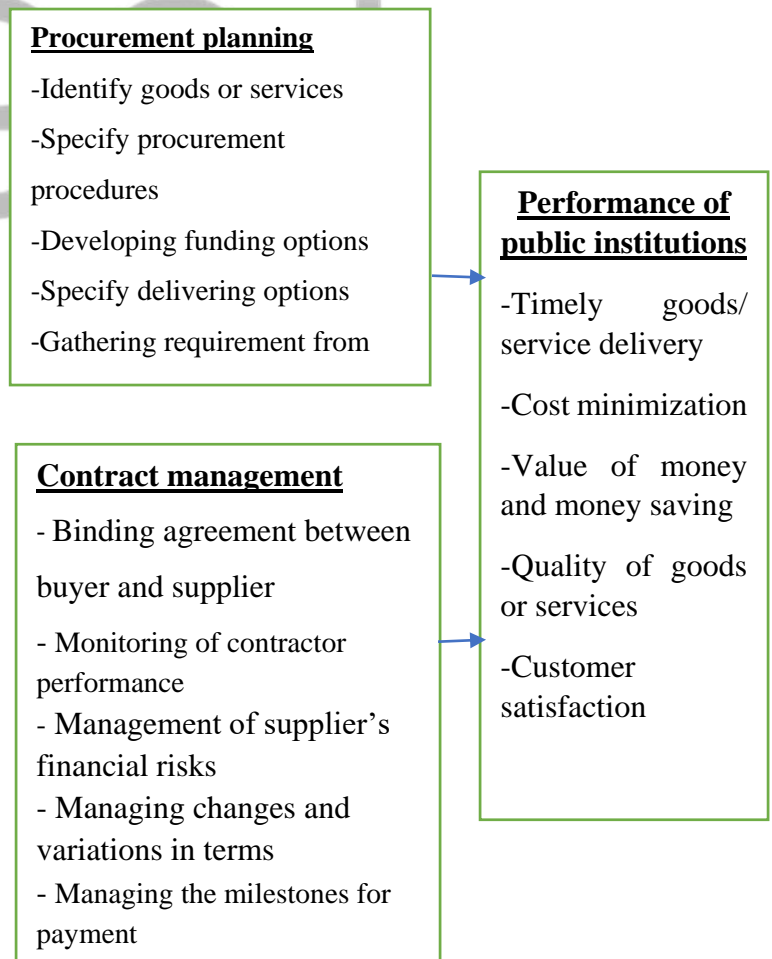 Procurement planning
-Identify goods or services
-Specify procurement
procedures
-Developing funding options
-Specify delivering options
-Gathering requirement from
Contract management
- Binding agreement between
buyer and supplier
- Monitoring of contractor
performance
- Management of supplier’s
financial risks
- Managing changes and
variations in terms
- Managing the milestones for
payment
Performance of
public institutions
-Timely goods/
service delivery
-Cost minimization
-Value of money
and money saving
-Quality of goods
or services
-Customer
satisfaction